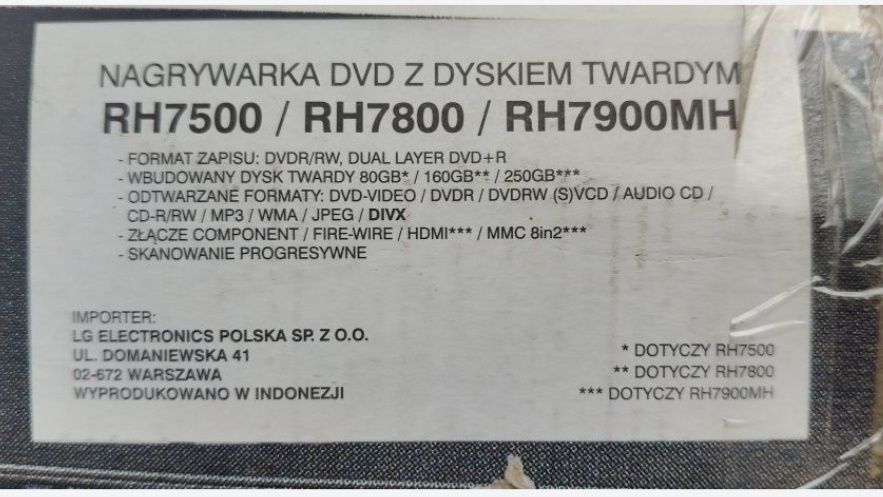 NAGRYWARKA DVD Z DYSKIEM TWARDYM
RH7500 / RH7800 / RH7900MH
- FORMAT ZAPISU: DVDR/RW, DUAL LAYER DVD+R
- WBUDOWANY DYSK TWARDY 80GB* / 160GB** / 250GB***
- ODTWARZANE FORMATY: DVD-VIDEO / DVDR / DVDRW (S)VCD / AUDIO CD /
CD-R/RW / MP3 / WMA / JPEG / DIVX
- ZŁĄCZE COMPONENT / FIRE-WIRE / HDMI*** / MMC 8in2***
- SKANOWANIE PROGRESYWNE
IMPORTER:
LG ELECTRONICS POLSKA SP. Z O.O.
UL. DOMANIEWSKA 41
02-672 WARSZAWA
WYPRODUKOWANO W INDONEZJI
* DOTYCZY RH7500
** DOTYCZY RH7800
*** DOTYCZY RH7900MH